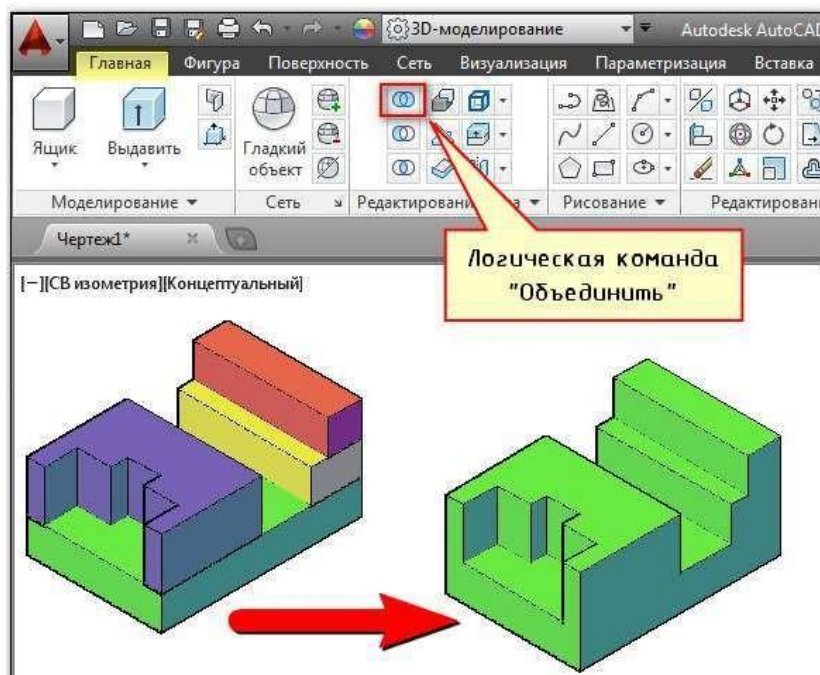 3D-моделирование
Autodesk AutoCAD
Главная Фигура Поверхность Сеть Визуализация Параметризация Вставка
Ящик Выдавить Гладкий объект
Моделирование Сеть Рисование
Чертеж1*
Логическая команда
"Объединить"
[−][СВ изометрия][Концептуальный]